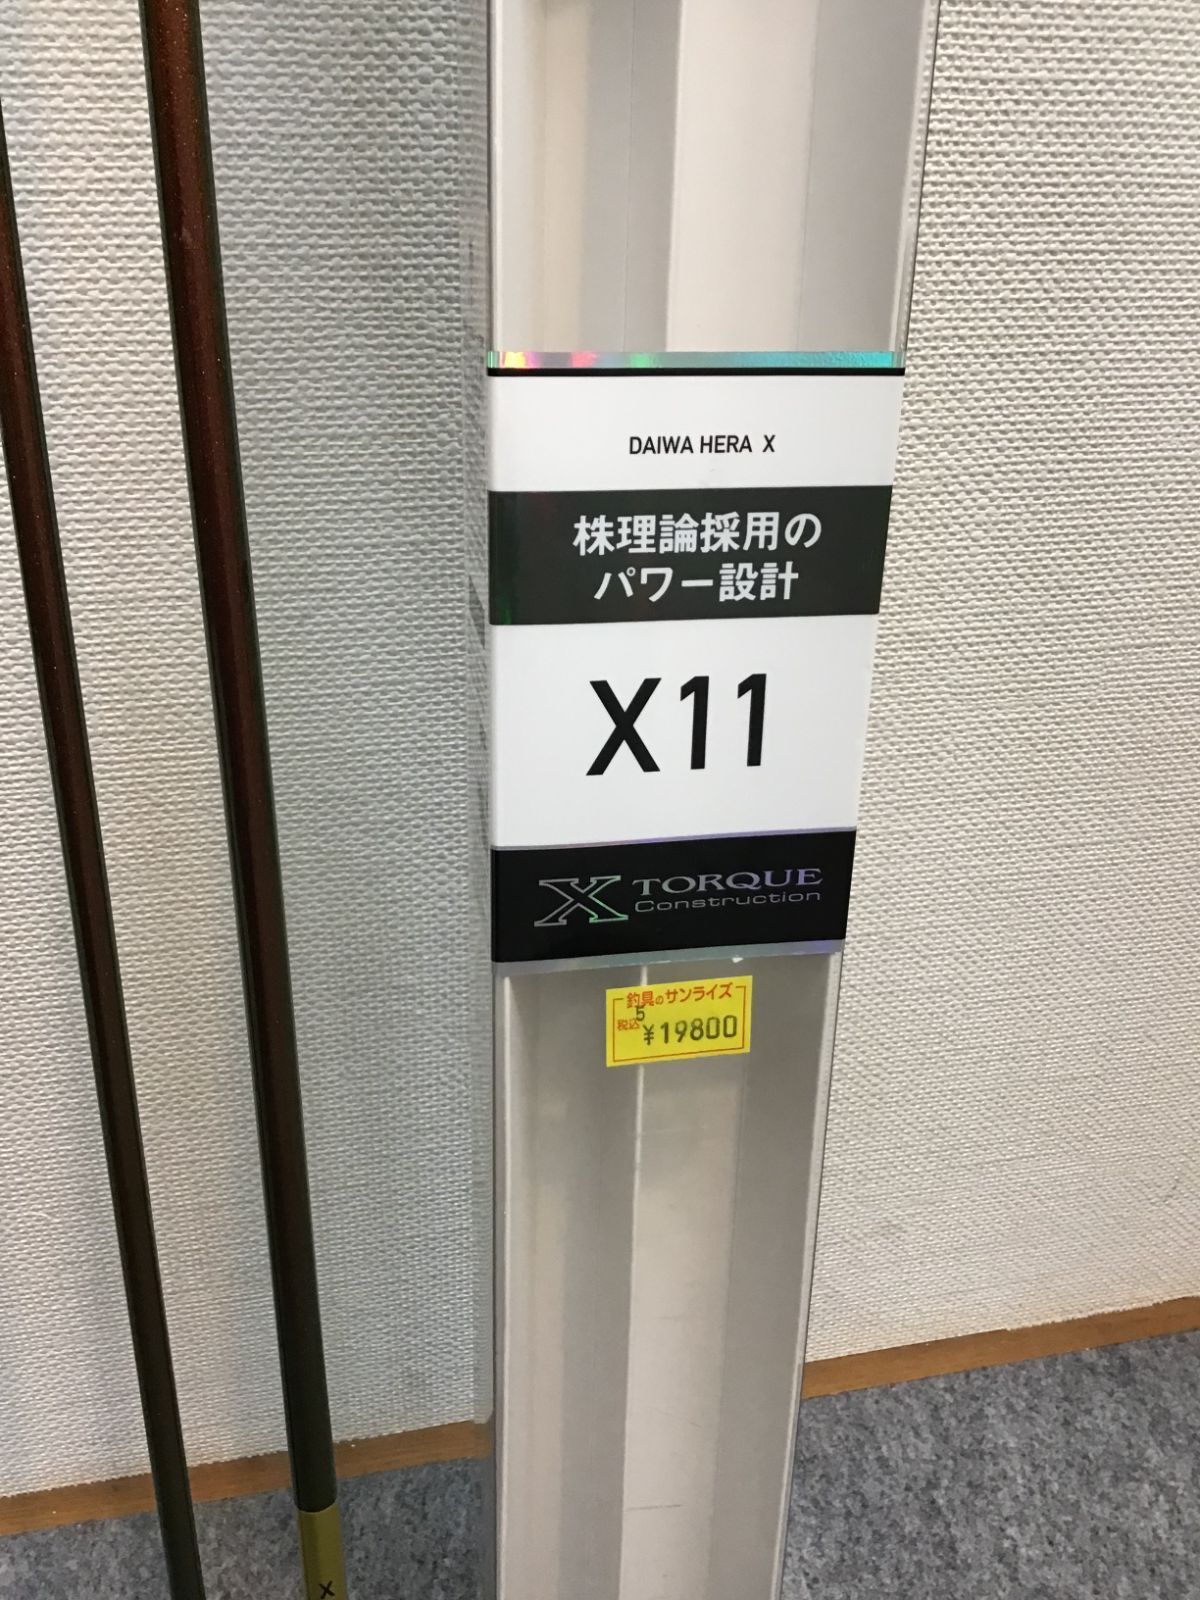 DAIWA HERA X
株理論採用の
パワー設計
X11
X TORQUE
Construction
釣具のサンライズ
5
税込 ¥19800
X